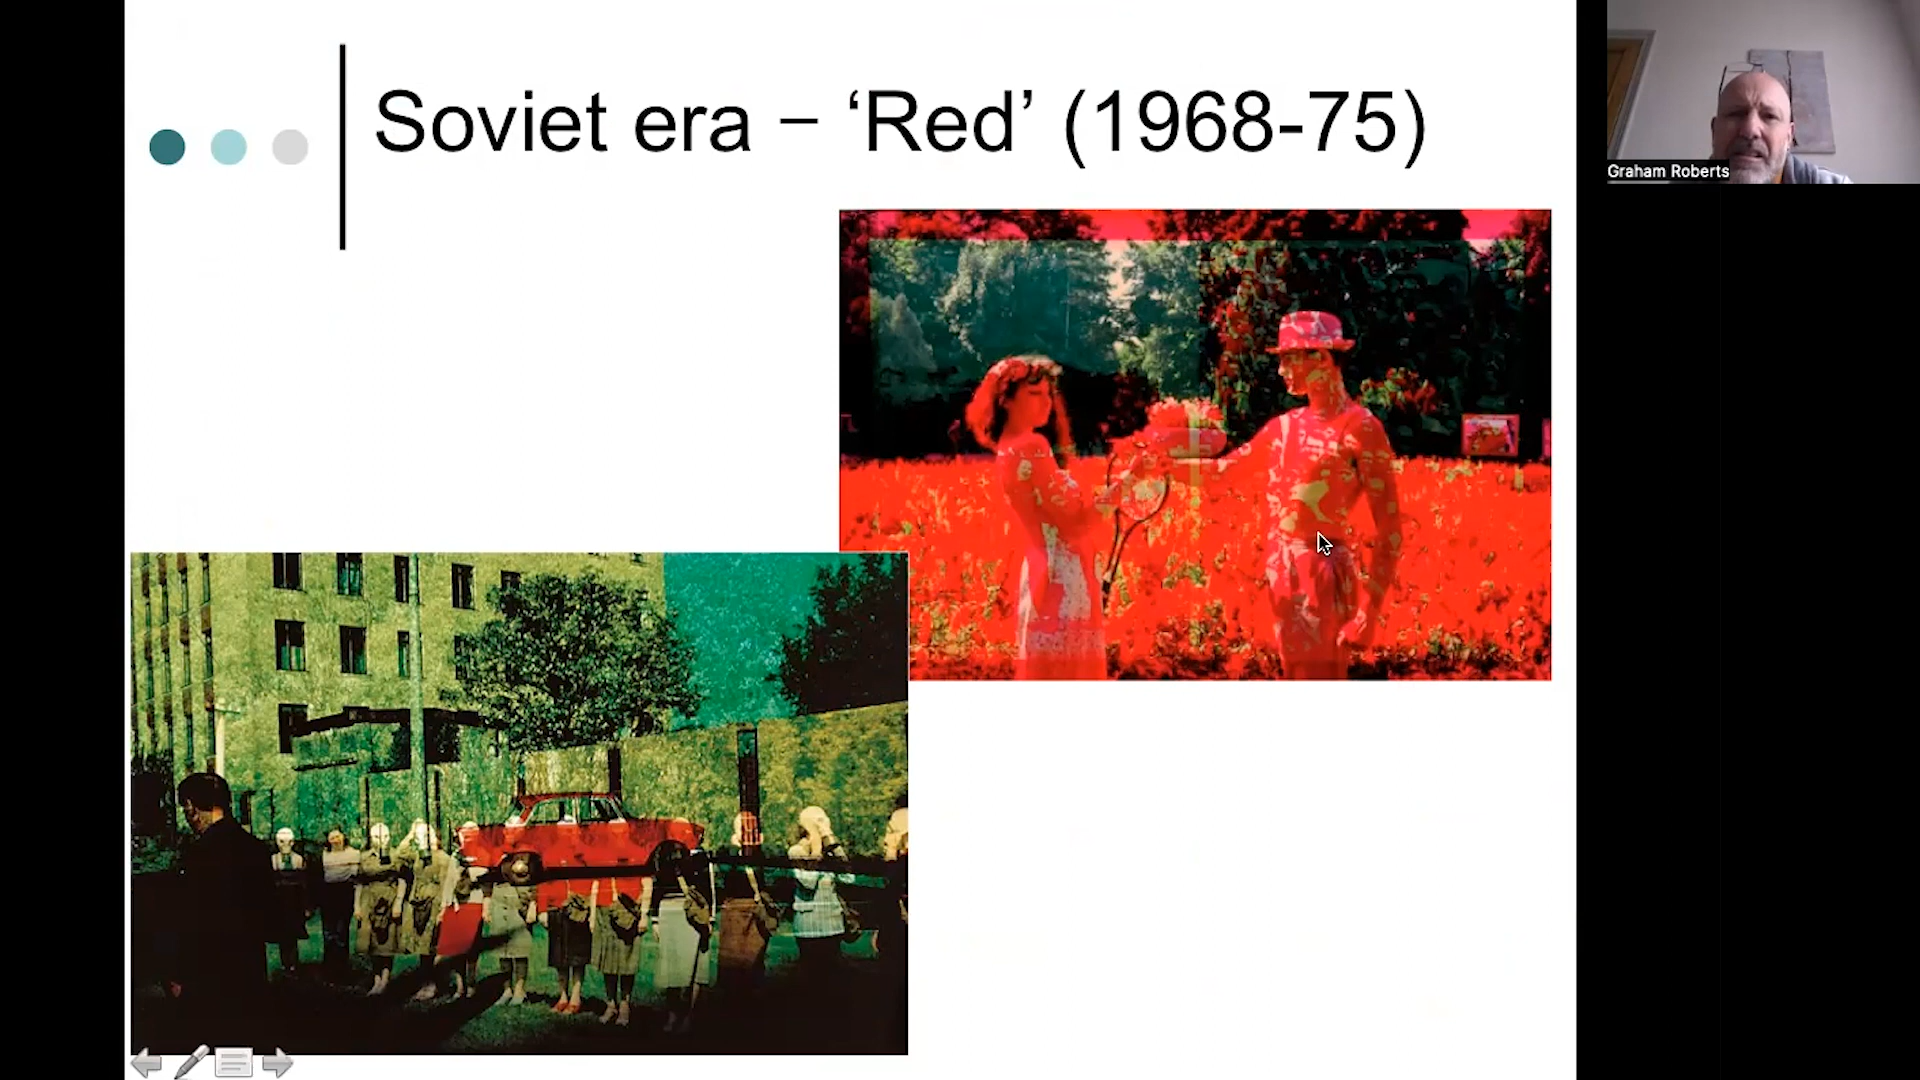 Soviet era – ‘Red’ (1968-75)
Graham Roberts